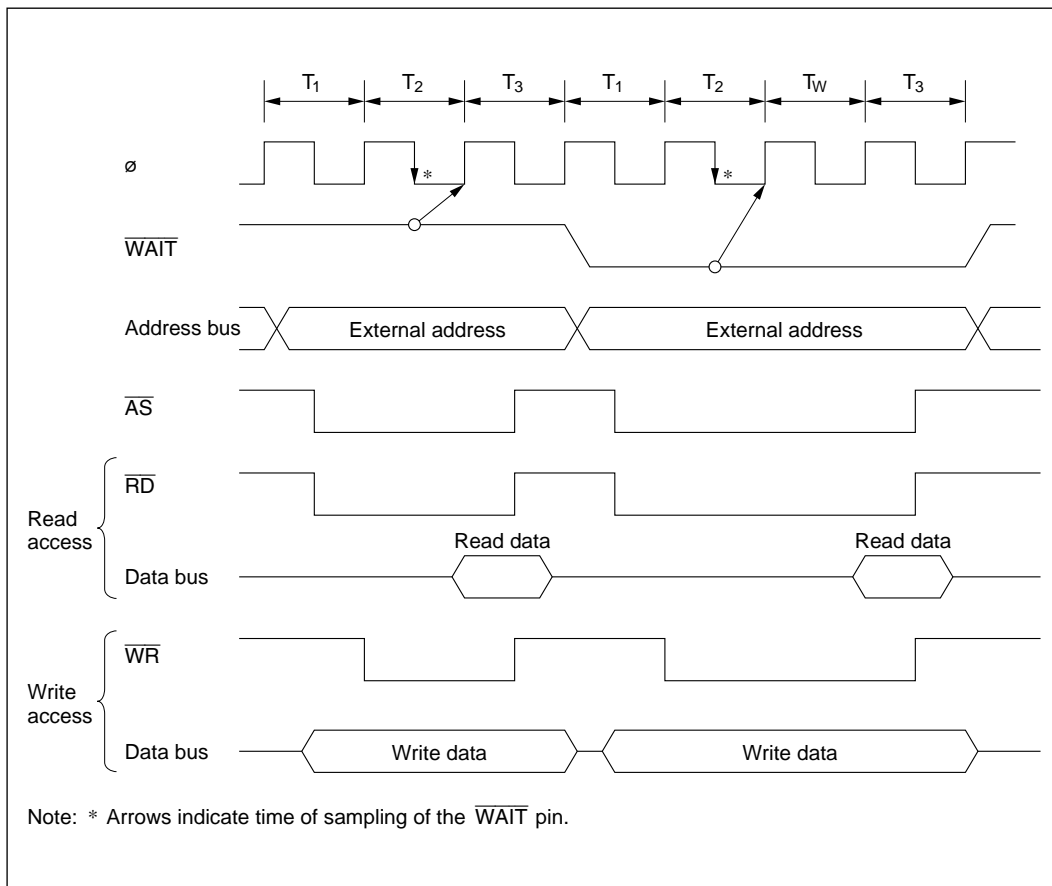 T1 T2 T3 T1 T2 TW T3
ø
* *
WAIT
Address bus External address External address
AS
Read access
RD
Read data Read data
Data bus
Write access
WR
Data bus Write data Write data
Note: * Arrows indicate time of sampling of the WAIT pin.